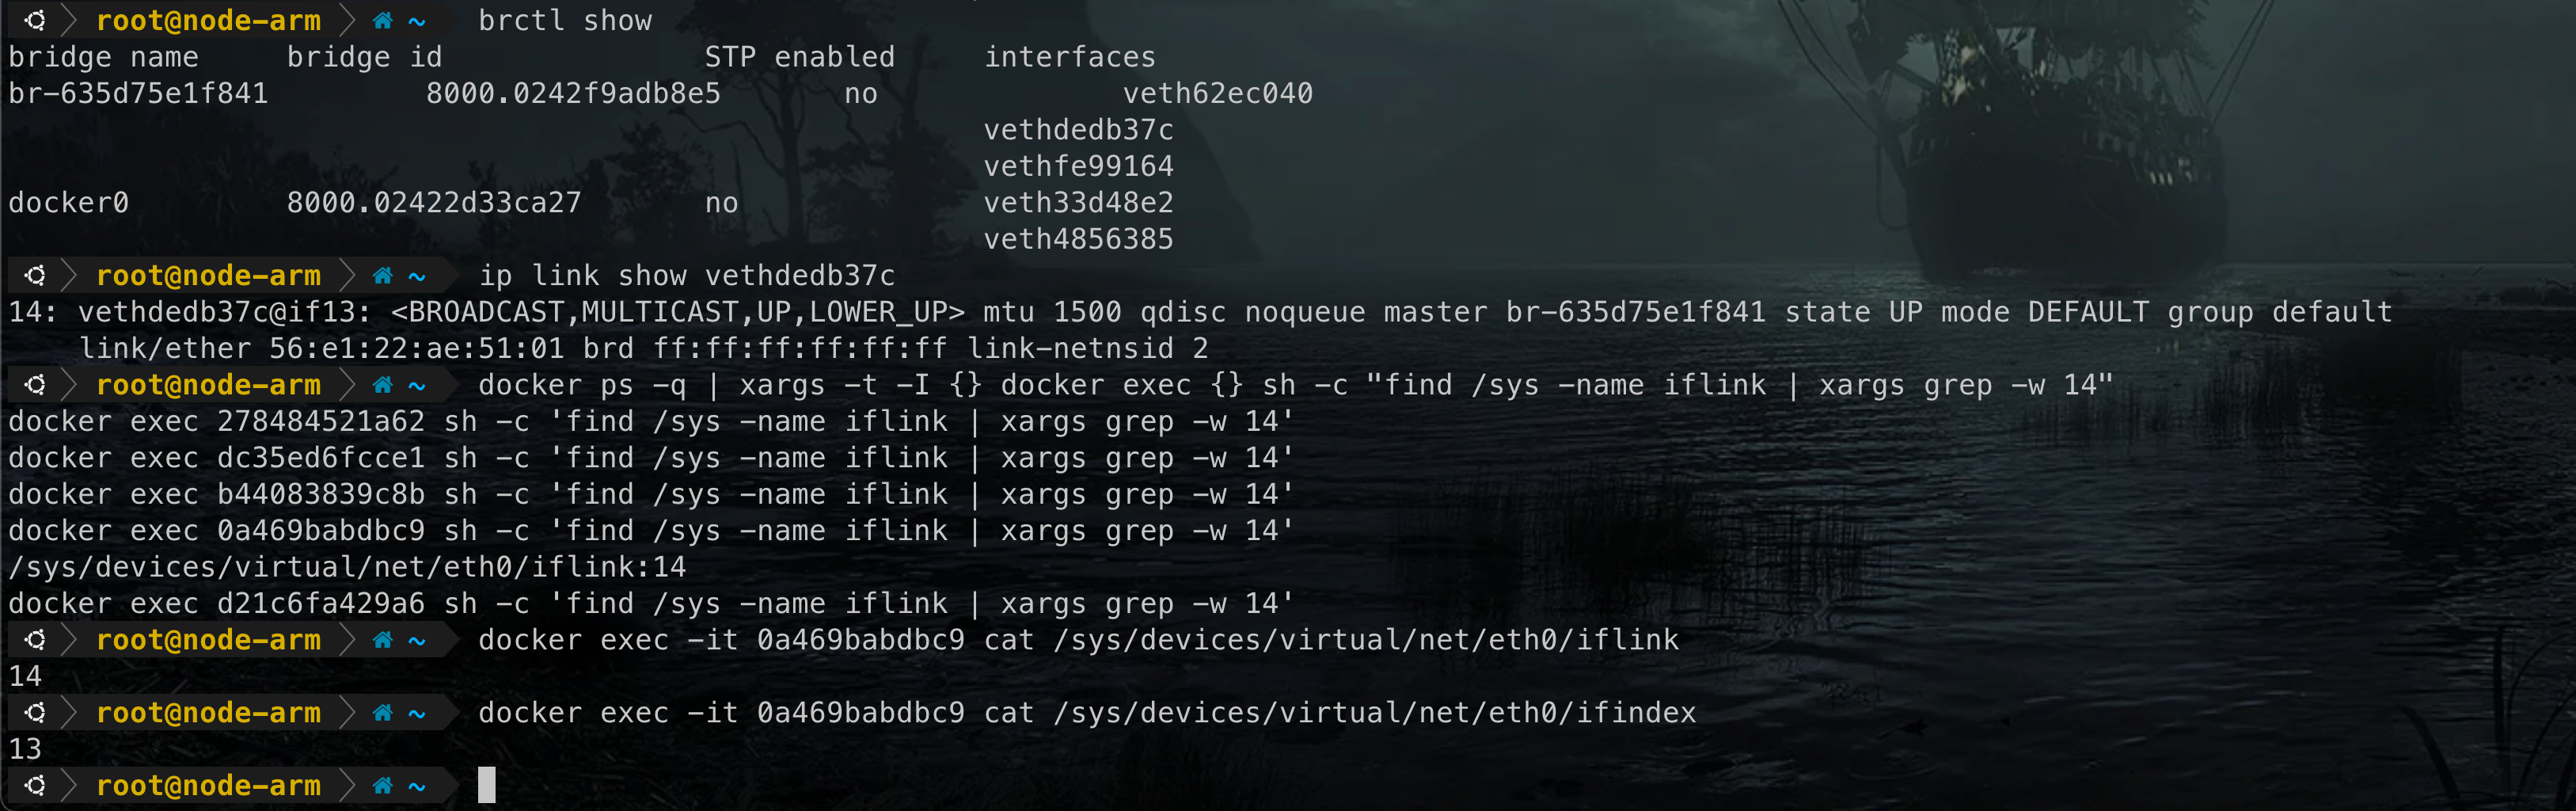 root@node-arm ~ brctl show
bridge name     bridge id               STP enabled     interfaces
br-635d75e1f841         8000.0242f9adb8e5       no              veth62ec040
vethdedb37c
vethfe99164
docker0         8000.02422d33ca27       no              veth33d48e2
veth4856385
root@node-arm ~ ip link show vethdedb37c
14: vethdedb37c@if13: <BROADCAST,MULTICAST,UP,LOWER_UP> mtu 1500 qdisc noqueue master br-635d75e1f841 state UP mode DEFAULT group default
link/ether 56:e1:22:ae:51:01 brd ff:ff:ff:ff:ff:ff link-netnsid 2
root@node-arm ~ docker ps -q | xargs -t -I {} docker exec {} sh -c "find /sys -name iflink | xargs grep -w 14"
docker exec 278484521a62 sh -c 'find /sys -name iflink | xargs grep -w 14'
docker exec dc35ed6fcce1 sh -c 'find /sys -name iflink | xargs grep -w 14'
docker exec b44083839c8b sh -c 'find /sys -name iflink | xargs grep -w 14'
docker exec 0a469babdbc9 sh -c 'find /sys -name iflink | xargs grep -w 14'
/sys/devices/virtual/net/eth0/iflink:14
docker exec d21c6fa429a6 sh -c 'find /sys -name iflink | xargs grep -w 14'
root@node-arm ~ docker exec -it 0a469babdbc9 cat /sys/devices/virtual/net/eth0/iflink
14
root@node-arm ~ docker exec -it 0a469babdbc9 cat /sys/devices/virtual/net/eth0/ifindex
13
root@node-arm ~